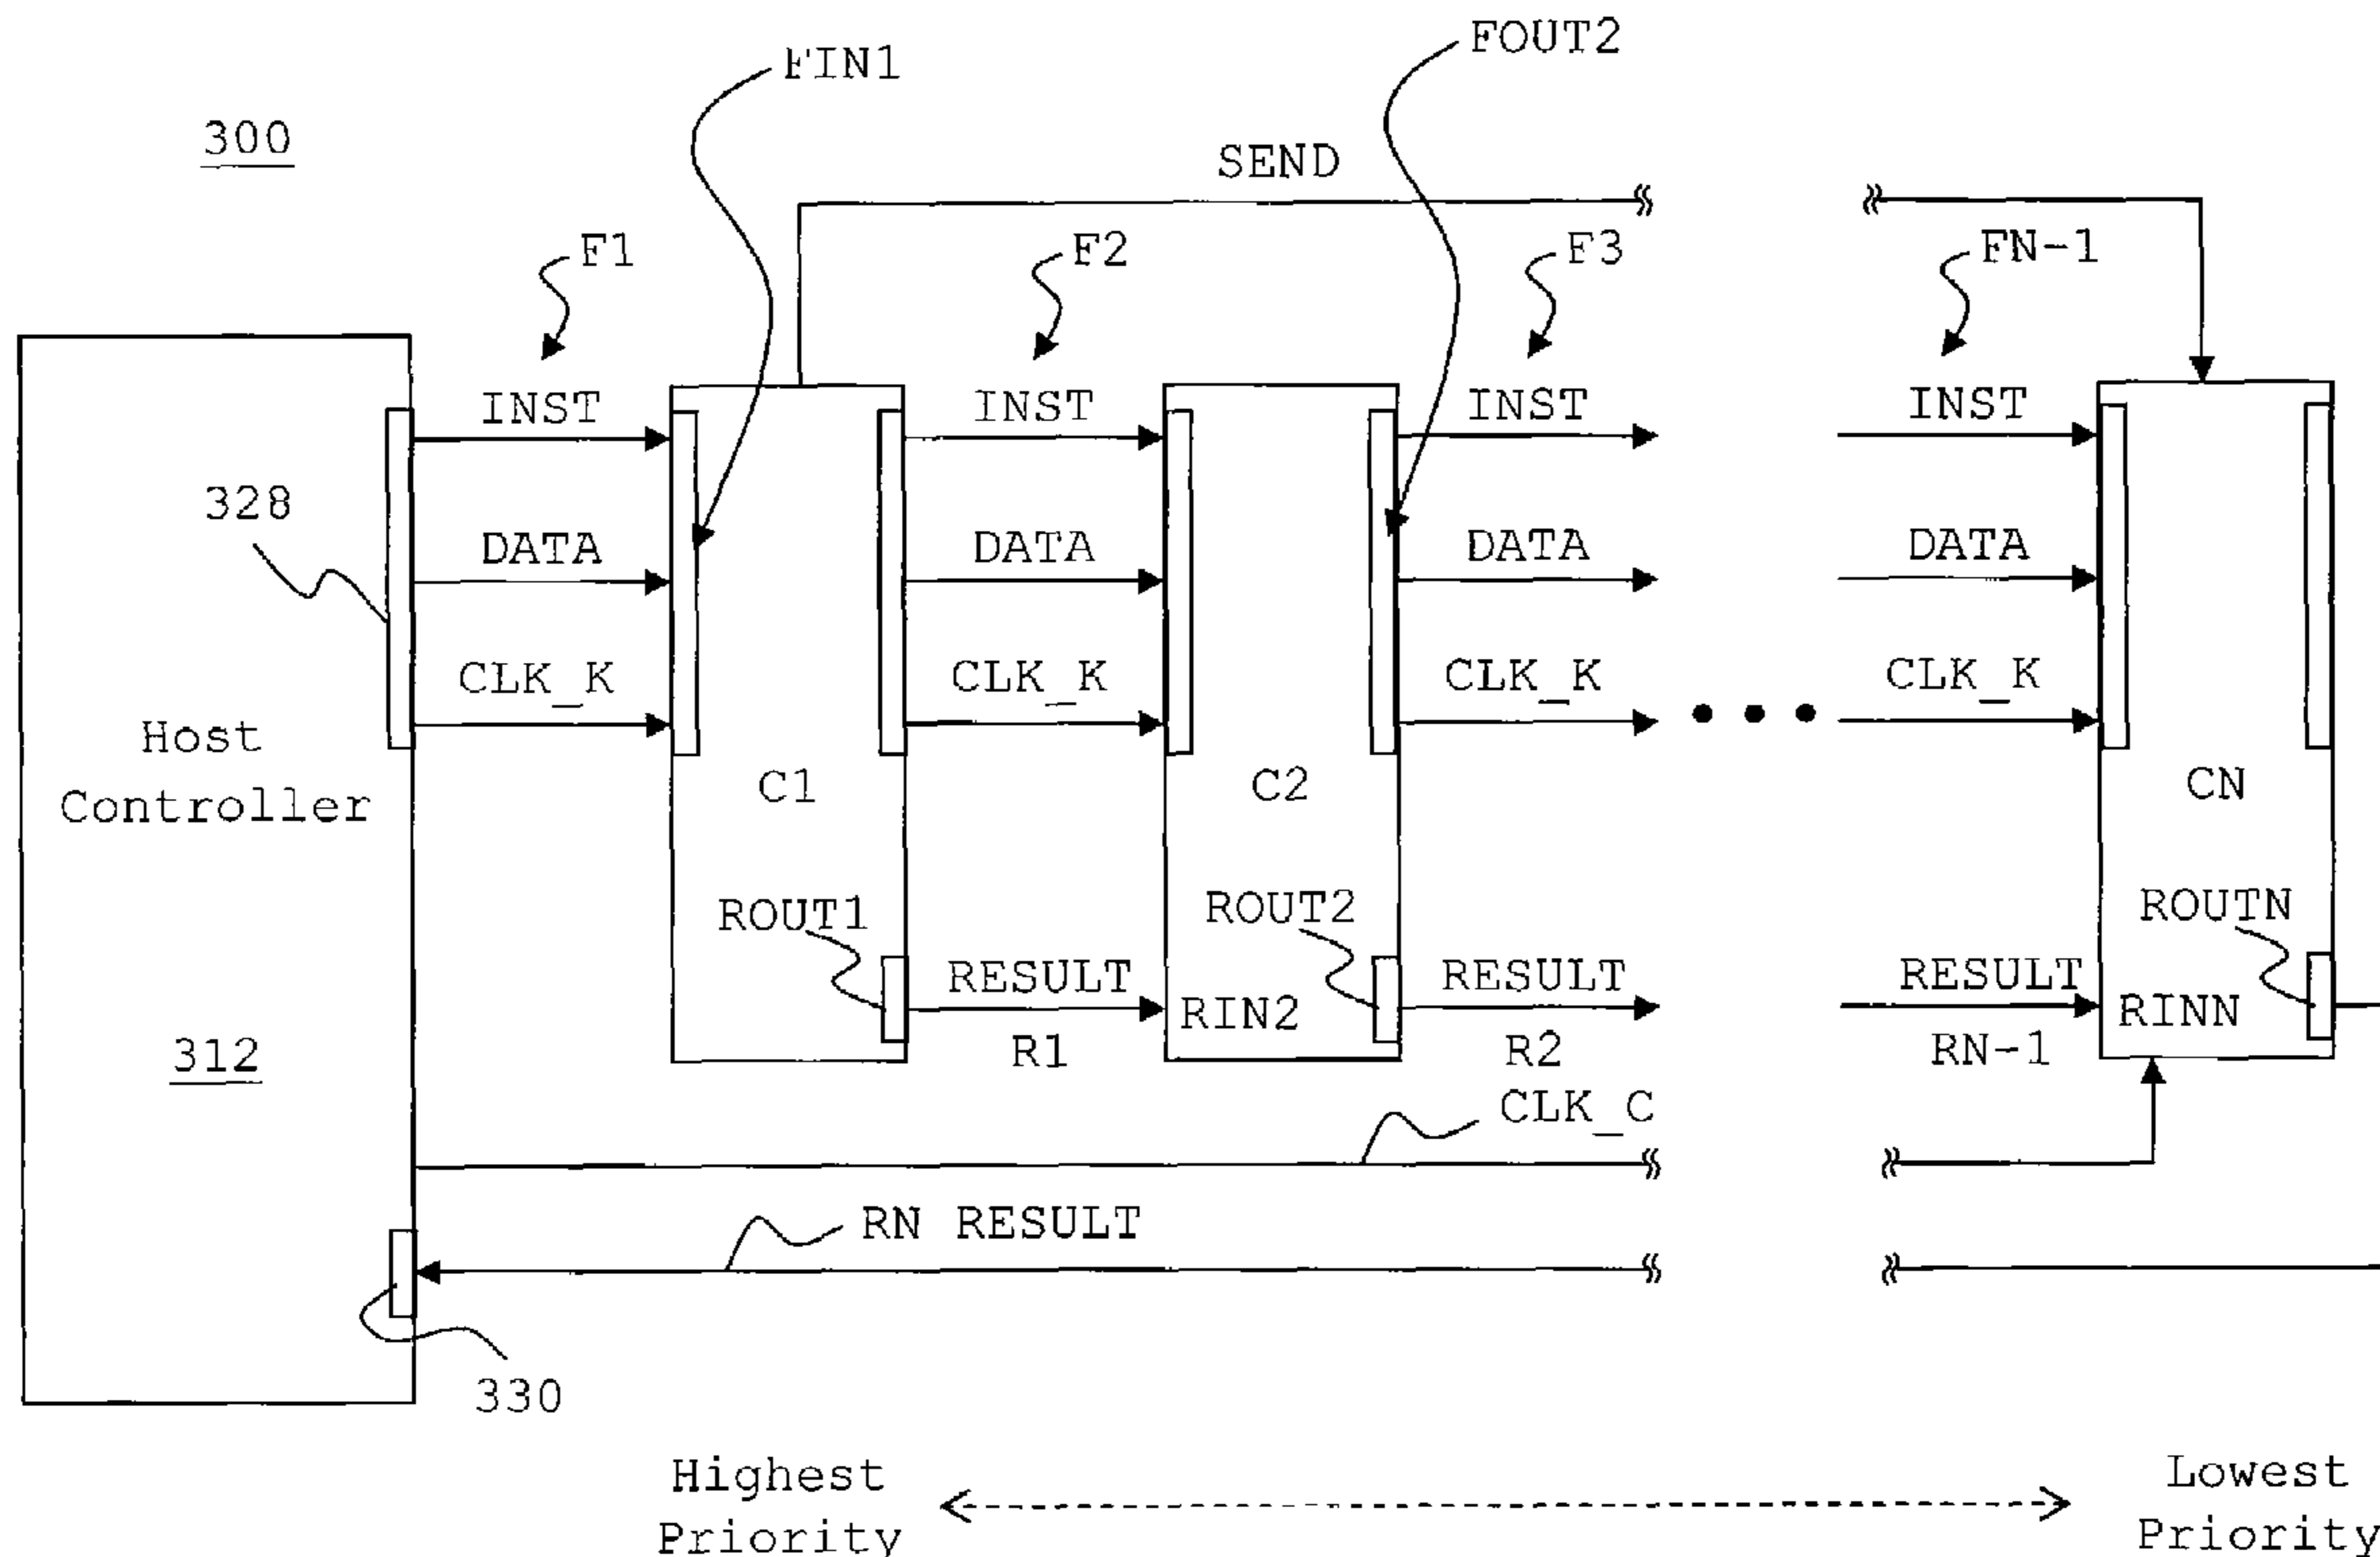 FIN1
FOUT2
300
SEND
F1
F2
F3
FN-1
INST
INST
INST
INST
328
DATA
DATA
DATA
DATA
CLK_K
CLK_K
CLK_K
CLK_K
Host
Controller
C1
C2
CN
ROUT1
ROUT2
ROUTN
RESULT
RESULT
RESULT
RIN2
RINN
312
R1
R2
RN-1
CLK_C
RN RESULT
330
Highest
Priority
Lowest
Priority